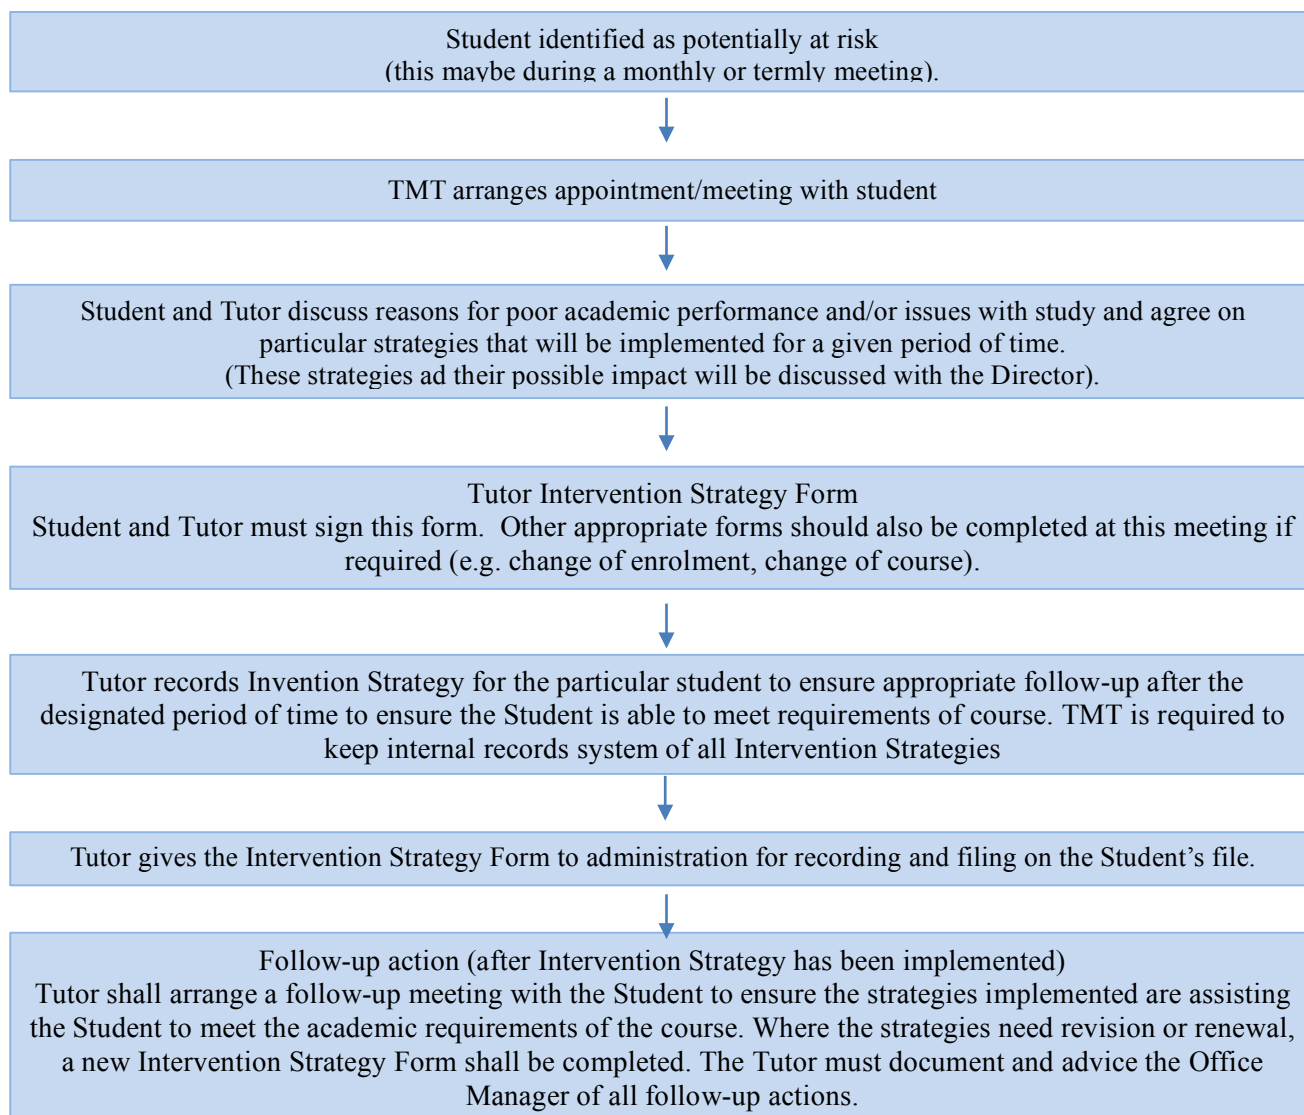 Student identified as potentially at risk
(this maybe during a monthly or termly meeting).
TMT arranges appointment/meeting with student
Student and Tutor discuss reasons for poor academic performance and/or issues with study and agree on
particular strategies that will be implemented for a given period of time.
(These strategies ad their possible impact will be discussed with the Director).
Tutor Intervention Strategy Form
Student and Tutor must sign this form. Other appropriate forms should also be completed at this meeting if
required (e.g. change of enrolment, change of course).
Tutor records Invention Strategy for the particular student to ensure appropriate follow-up after the
designated period of time to ensure the Student is able to meet requirements of course. TMT is required to
keep internal records system of all Intervention Strategies
Tutor gives the Intervention Strategy Form to administration for recording and filing on the Student’s file.
Follow-up action (after Intervention Strategy has been implemented)
Tutor shall arrange a follow-up meeting with the Student to ensure the strategies implemented are assisting
the Student to meet the academic requirements of the course. Where the strategies need revision or renewal,
a new Intervention Strategy Form shall be completed. The Tutor must document and advice the Office
Manager of all follow-up actions.